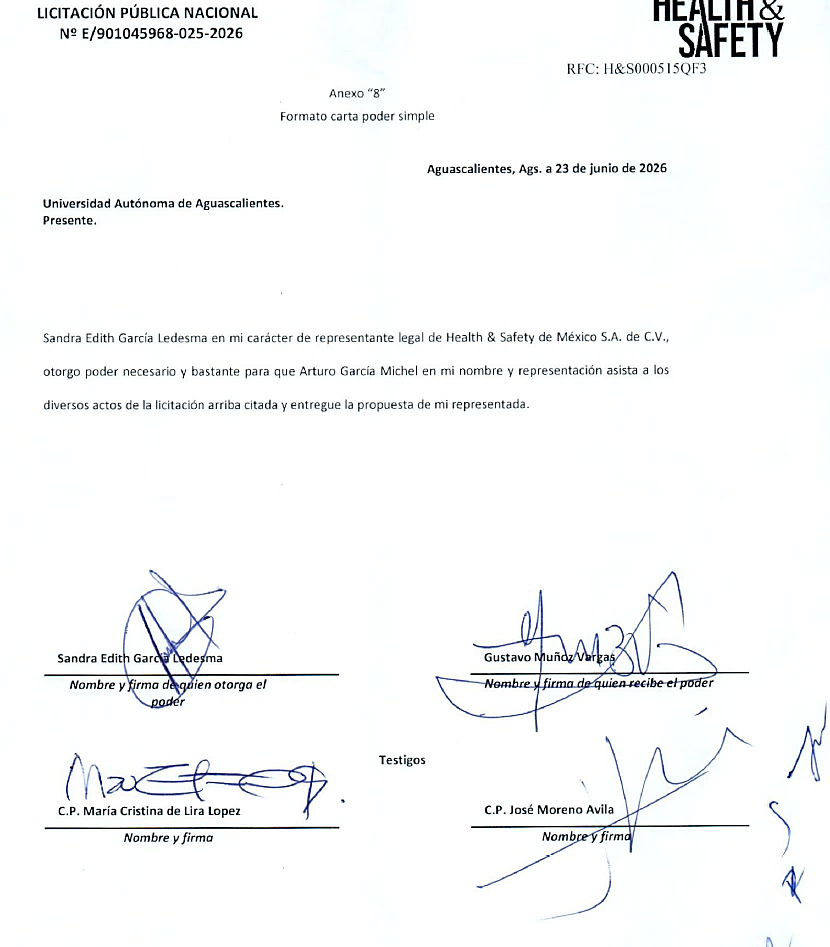 LICITACIÓN PÚBLICA NACIONAL
Nº E/901045968-025-2026
HEALTH &
SAFETY
RFC: H&S000515QF3
Anexo “8”
Formato carta poder simple
Aguascalientes, Ags. a 23 de junio de 2026
Universidad Autónoma de Aguascalientes.
Presente.
Sandra Edith García Ledesma en mi carácter de representante legal de Health & Safety de México S.A. de C.V.,
otorgo poder necesario y bastante para que Arturo García Michel en mi nombre y representación asista a los
diversos actos de la licitación arriba citada y entregue la propuesta de mi representada.
Sandra Edith García Ledesma
Nombre y firma de quien otorga el
poder
Gustavo Muñoz Vargas
Nombre y firma de quien recibe el poder
Testigos
C.P. María Cristina de Lira Lopez
Nombre y firma
C.P. José Moreno Avila
Nombre y firma